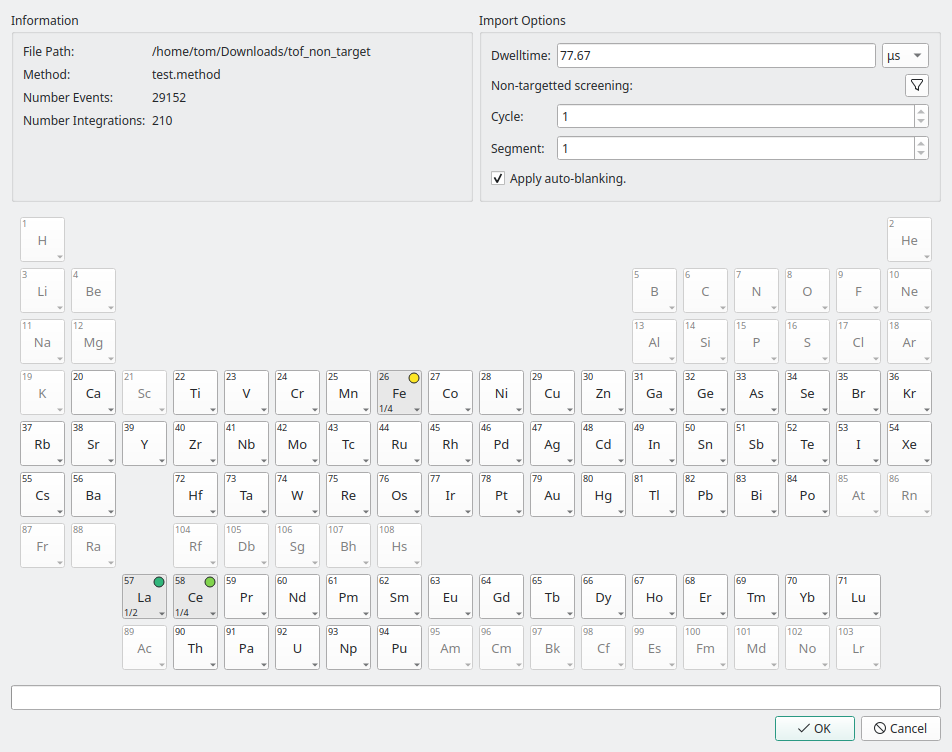 Information
File Path: /home/tom/Downloads/tof_non_target
Method: test.method
Number Events: 29152
Number Integrations: 210
Import Options
Dwelltime: 77.67 µs
Non-targetted screening:
Cycle: 1
Segment: 1
Apply auto-blanking.
1 2
H He
3 4 5 6 7 8 9 10
Li Be B C N O F Ne
11 12 13 14 15 16 17 18
Na Mg Al Si P S Cl Ar
19 20 21 22 23 24 25 26 27 28 29 30 31 32 33 34 35 36
K Ca Sc Ti V Cr Mn Fe Co Ni Cu Zn Ga Ge As Se Br Kr
1/4
37 38 39 40 41 42 43 44 45 46 47 48 49 50 51 52 53 54
Rb Sr Y Zr Nb Mo Tc Ru Rh Pd Ag Cd In Sn Sb Te I Xe
55 56 72 73 74 75 76 77 78 79 80 81 82 83 84 85 86
Cs Ba Hf Ta W Re Os Ir Pt Au Hg Tl Pb Bi Po At Rn
87 88 104 105 106 107 108
Fr Ra Rf Db Sg Bh Hs
57 58 59 60 61 62 63 64 65 66 67 68 69 70 71
La Ce Pr Nd Pm Sm Eu Gd Tb Dy Ho Er Tm Yb Lu
1/2 1/4
89 90 91 92 93 94 95 96 97 98 99 100 101 102 103
Ac Th Pa U Np Pu Am Cm Bk Cf Es Fm Md No Lr
OK Cancel